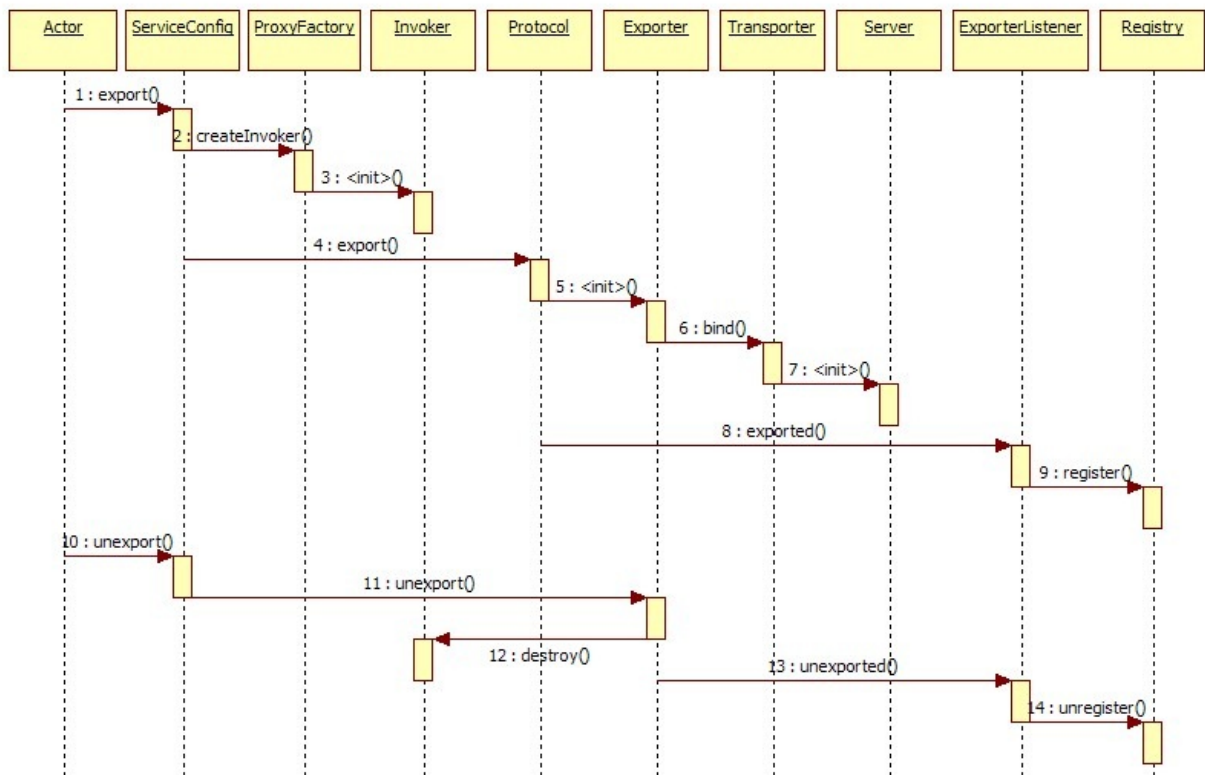 Actor ServiceConfig ProxyFactory Invoker Protocol Exporter Transporter Server ExporterListener Registry
1 : export()
2 : createInvoker()
3 : <init>()
4 : export()
5 : <init>()
6 : bind()
7 : <init>()
8 : exported()
9 : register()
10 : unexport()
11 : unexport()
12 : destroy()
13 : unexported()
14 : unregister()